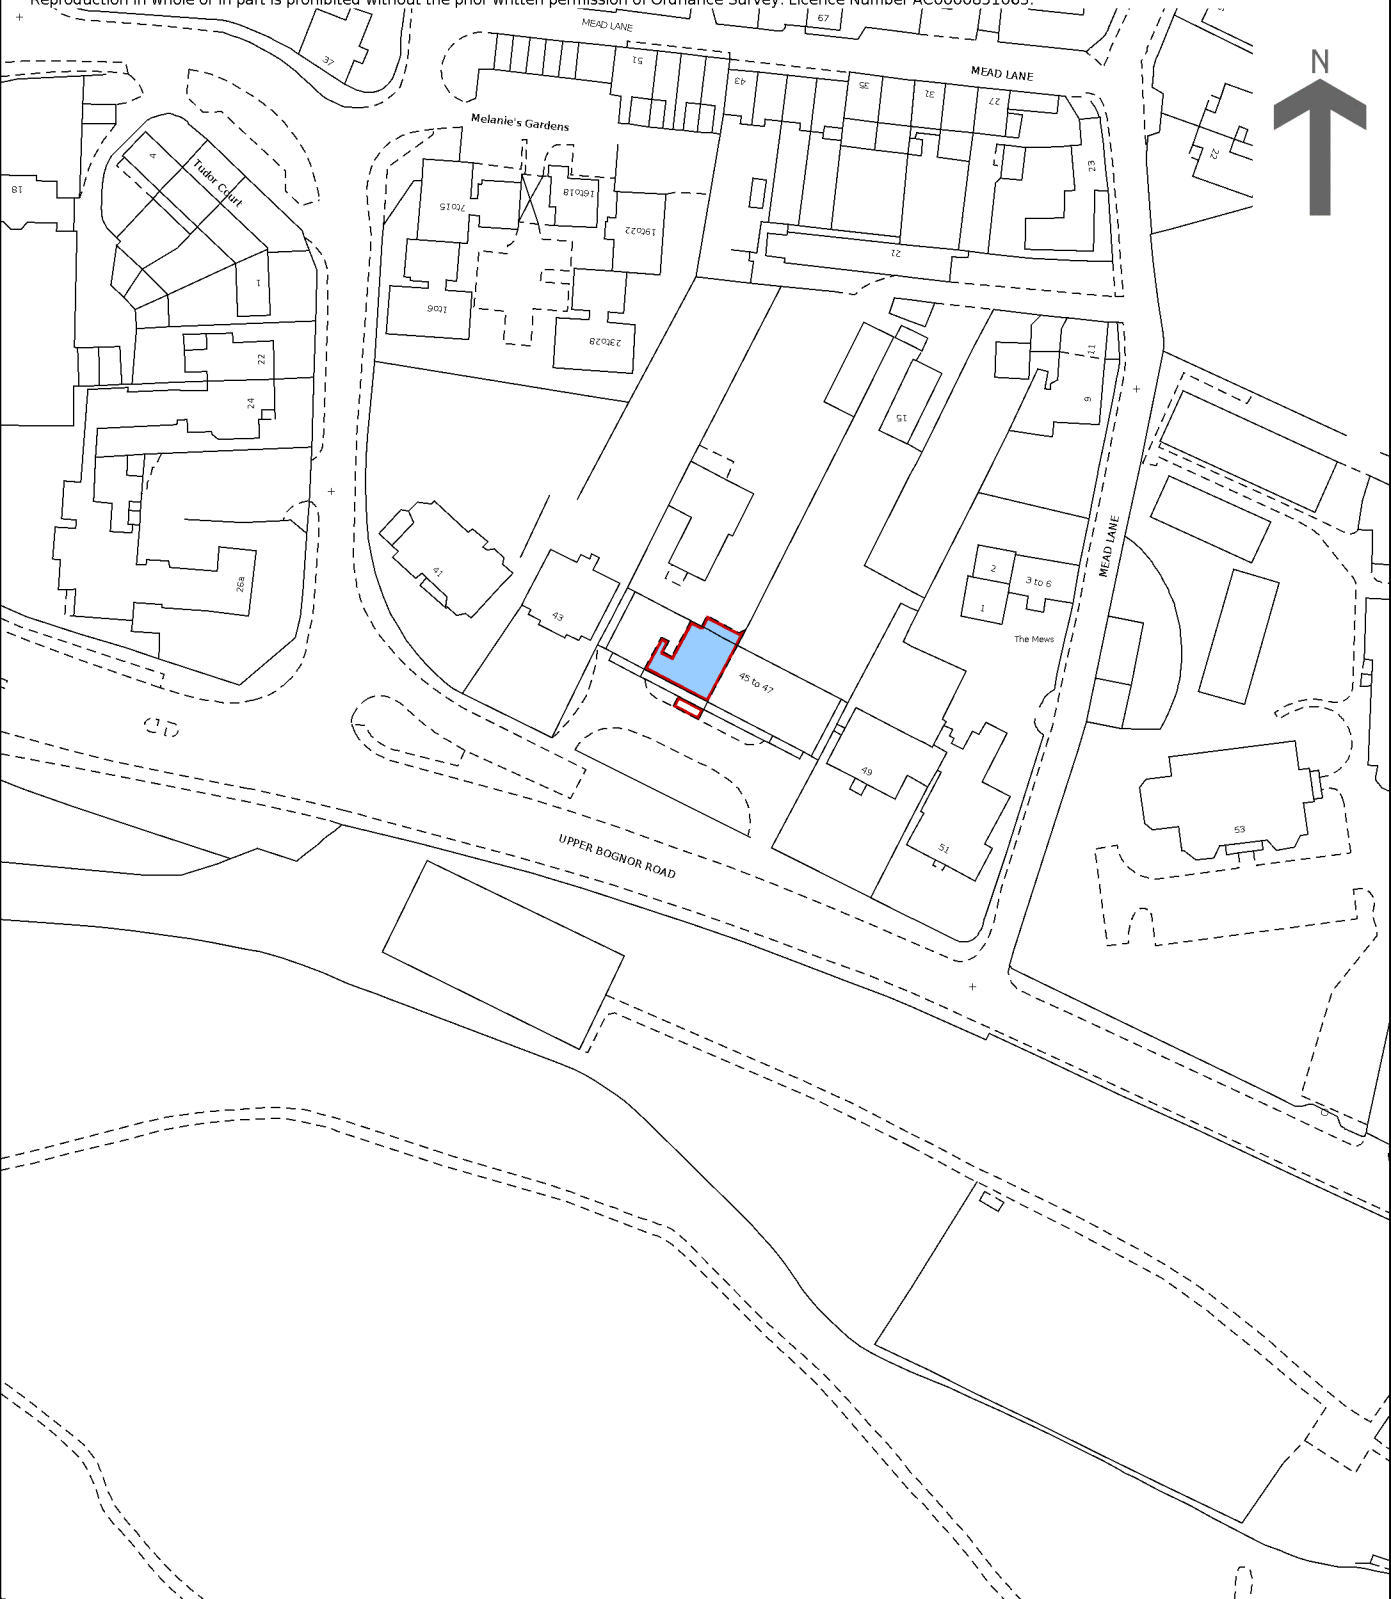 Reproduction in whole or in part is prohibited without the prior written permission of Ordnance Survey. Licence Number AC0000851063.
MEAD LANE
67
37
51
43
MEAD LANE
35
31
27
N
Melanie's Gardens
4
Tudor Court
23
22
18
7to15
16to18
19to22
21
1
1to6
23to28
22
24
15
11
9
41
26a
43
MEAD LANE
2
3 to 6
1
The Mews
45 to 47
49
51
53
UPPER BOGNOR ROAD